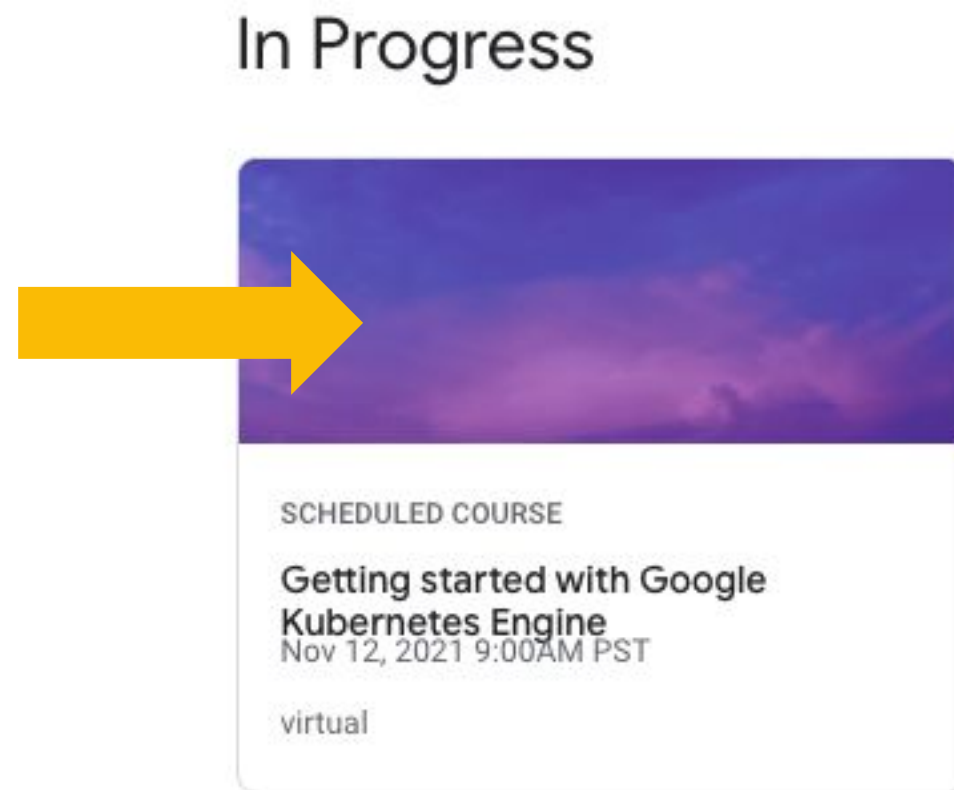 In Progress
SCHEDULED COURSE
Getting started with Google
Kubernetes Engine
Nov 12, 2021 9:00AM PST
virtual